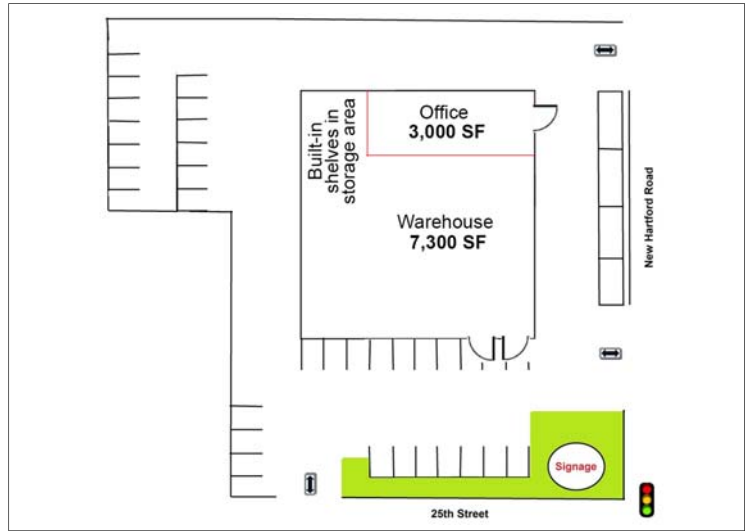 Office
3,000 SF
Built-in
shelves in
storage area
Warehouse
7,300 SF
New Hartford Road
Signage
25th Street